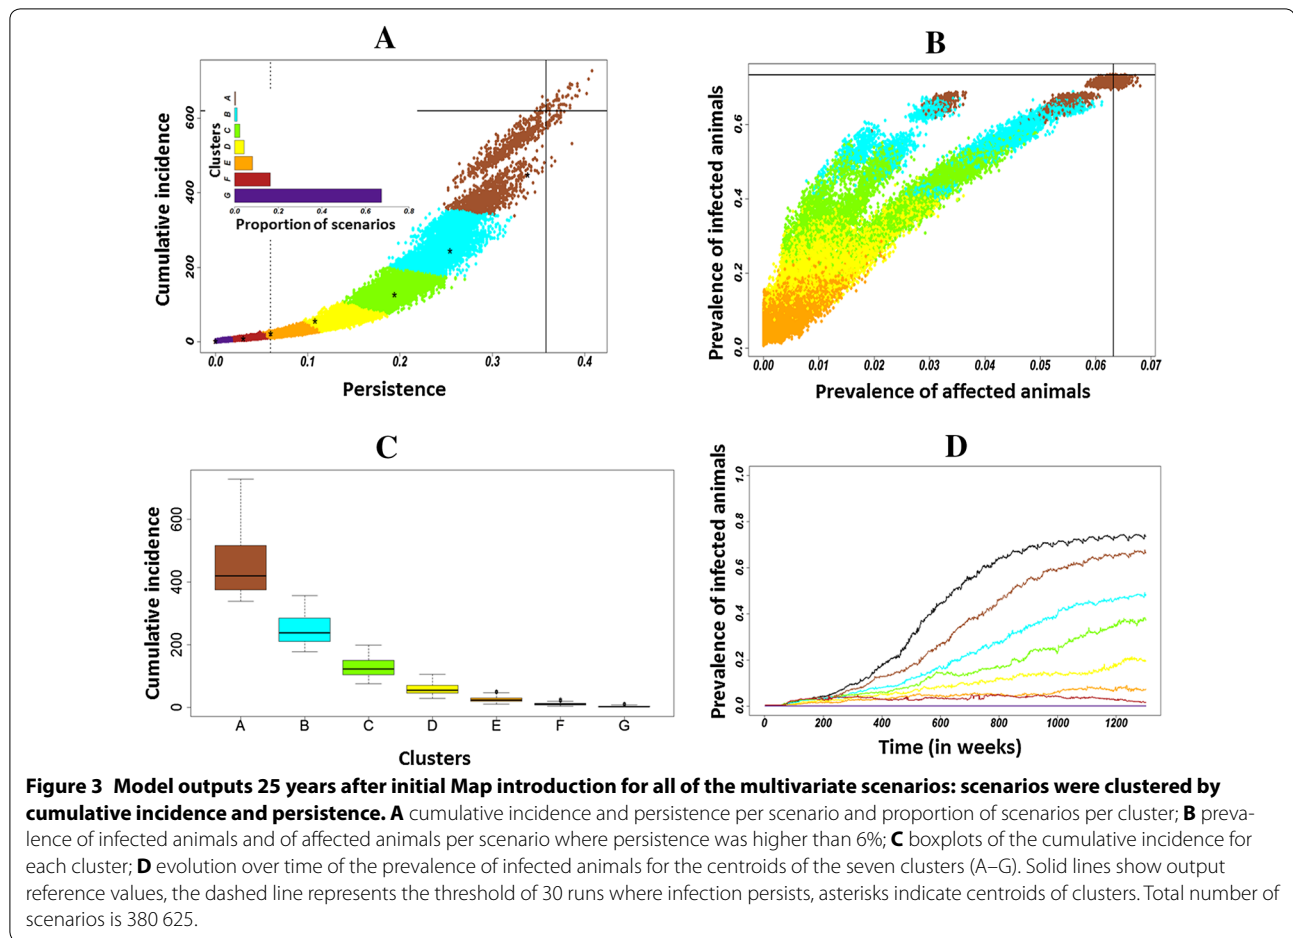 A
Cumulative incidence
600
400
200
0
A
B
C
D
E
F
G
Clusters
0.0 0.2 0.4 0.6 0.8
Proportion of scenarios
0.0 0.1 0.2 0.3 0.4
Persistence
B
Prevalence of infected animals
0.6
0.4
0.2
0.0
0.00 0.01 0.02 0.03 0.04 0.05 0.06 0.07
Prevalence of affected animals
C
Cumulative incidence
600
400
200
0
A B C D E F G
Clusters
D
Prevalence of infected animals
1.0
0.8
0.6
0.4
0.2
0.0
0 200 400 600 800 1000 1200
Time (in weeks)
Figure 3 Model outputs 25 years after initial Map introduction for all of the multivariate scenarios: scenarios were clustered by
cumulative incidence and persistence. A cumulative incidence and persistence per scenario and proportion of scenarios per cluster; B preva-
lence of infected animals and of affected animals per scenario where persistence was higher than 6%; C boxplots of the cumulative incidence for
each cluster; D evolution over time of the prevalence of infected animals for the centroids of the seven clusters (A–G). Solid lines show output
reference values, the dashed line represents the threshold of 30 runs where infection persists, asterisks indicate centroids of clusters. Total number of
scenarios is 380 625.